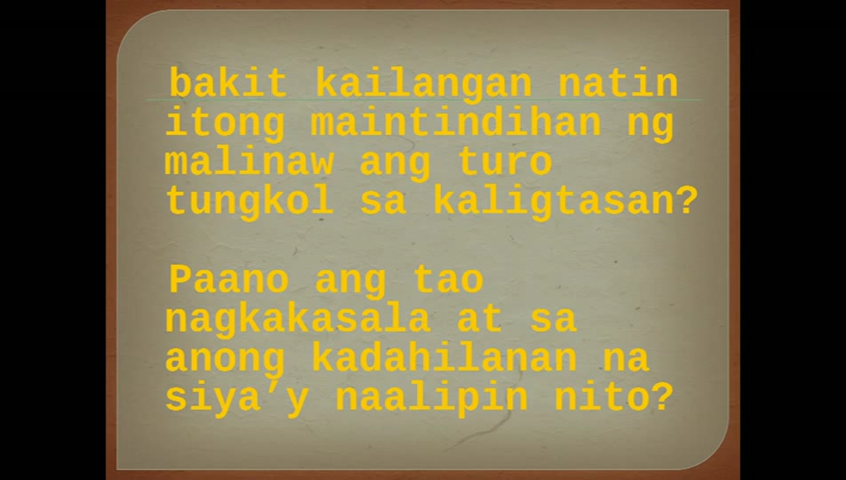 bakit kailangan natin
itong maintindihan ng
malinaw ang turo
tungkol sa kaligtasan?
Paano ang tao
nagkakasala at sa
anong kadahilanan na
siya’y naalipin nito?